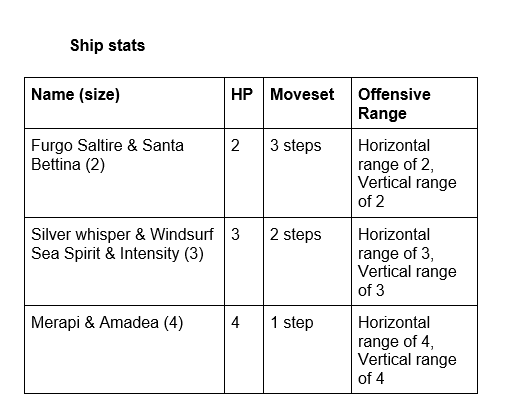 Ship stats
Name (size) HP Moveset Offensive
Range
Furgo Saltire & Santa 2 3 steps Horizontal
Bettina (2) range of 2,
Vertical range
of 2
Silver whisper & Windsurf 3 2 steps Horizontal
Sea Spirit & Intensity (3) range of 3,
Vertical range
of 3
Merapi & Amadea (4) 4 1 step Horizontal
range of 4,
Vertical range
of 4